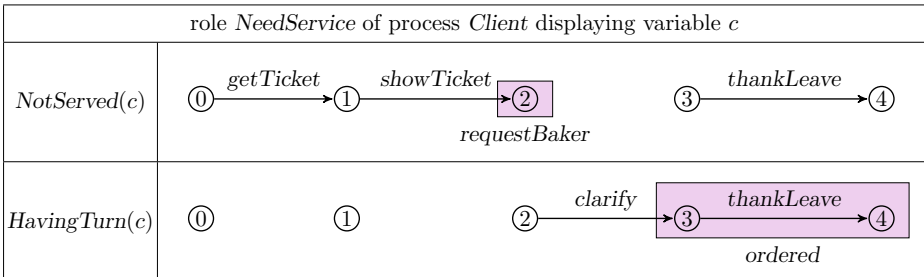 role NeedService of process Client displaying variable c
getTicket showTicket thankLeave
NotServed(c) 0 1 2 3 4
requestBaker
clarify thankLeave
HavingTurn(c) 0 1 2 3 4
ordered